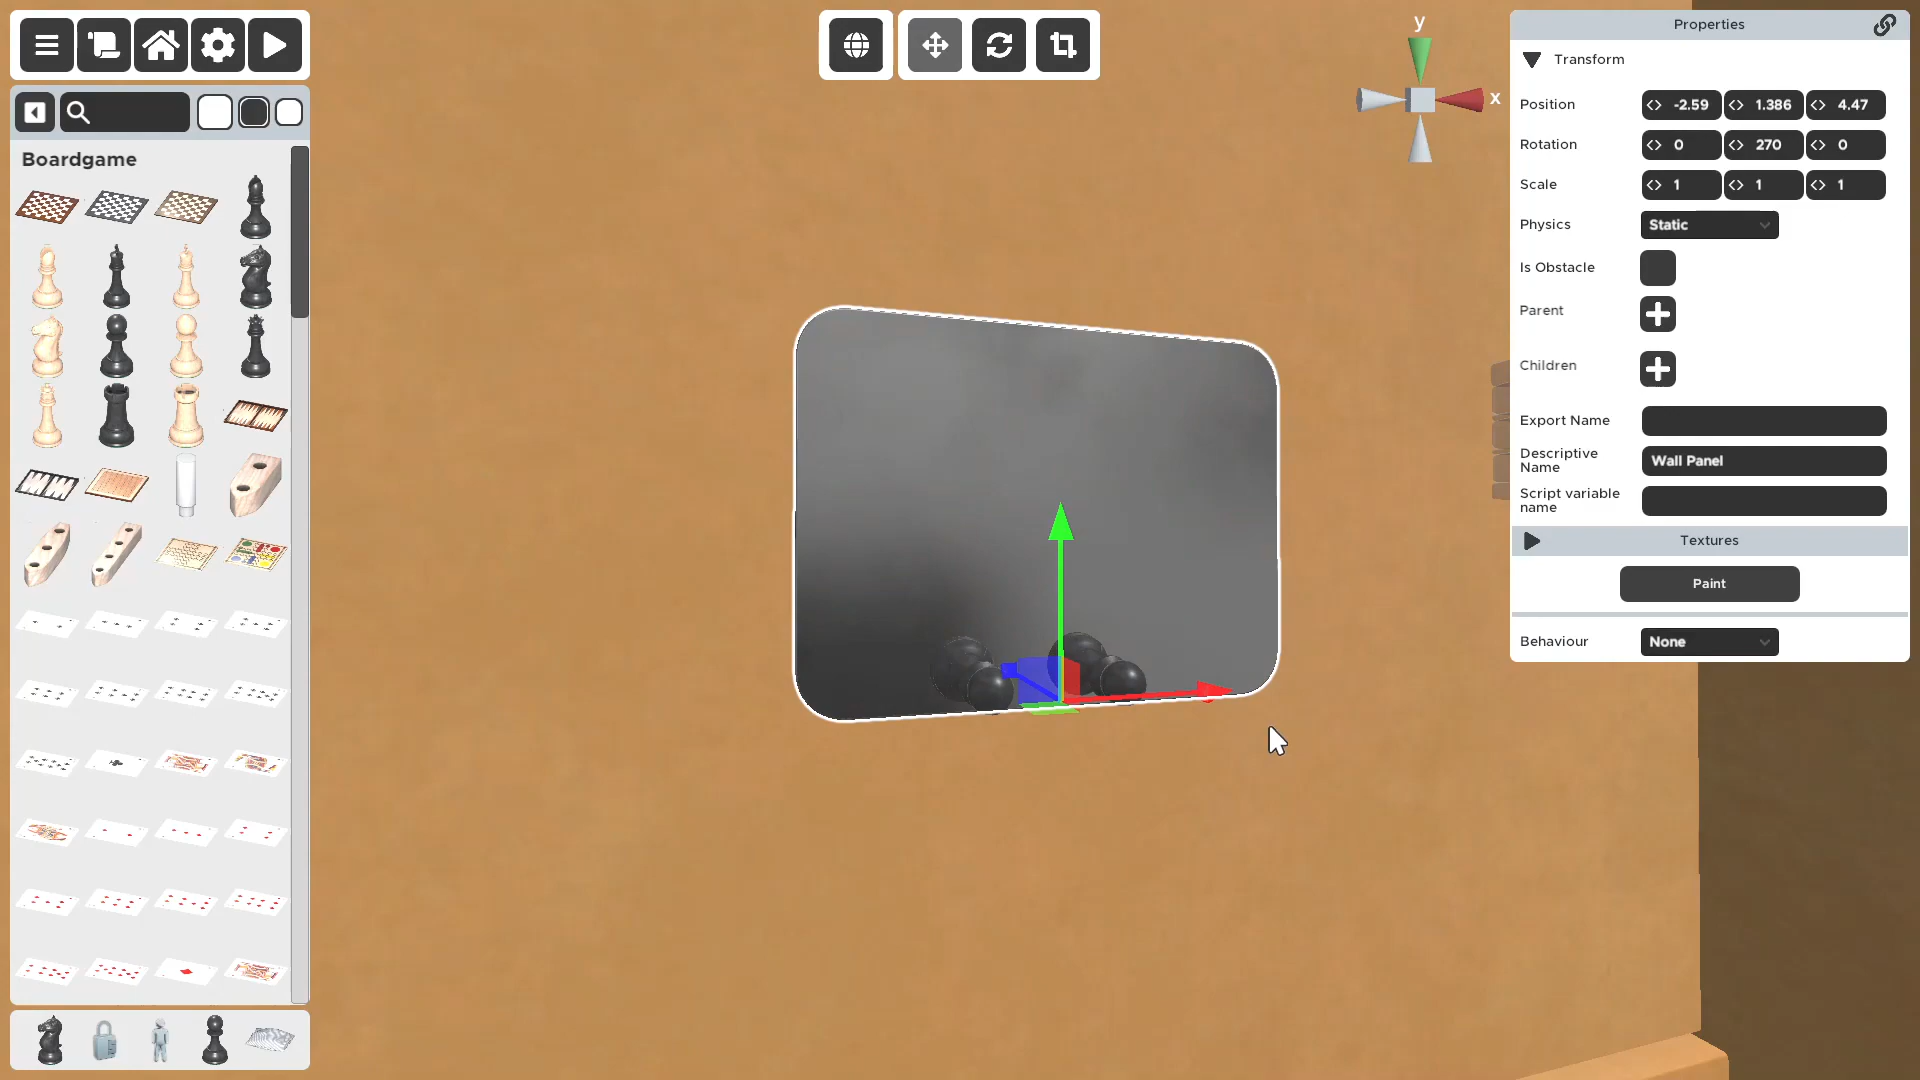 y
x
Properties
Transform
Position -2.59 1.386 4.47
Rotation 0 270 0
Scale 1 1 1
Physics Static
Is Obstacle
Parent
Children
Export Name
Descriptive Name Wall Panel
Script variable name
Textures
Paint
Behaviour None
Boardgame